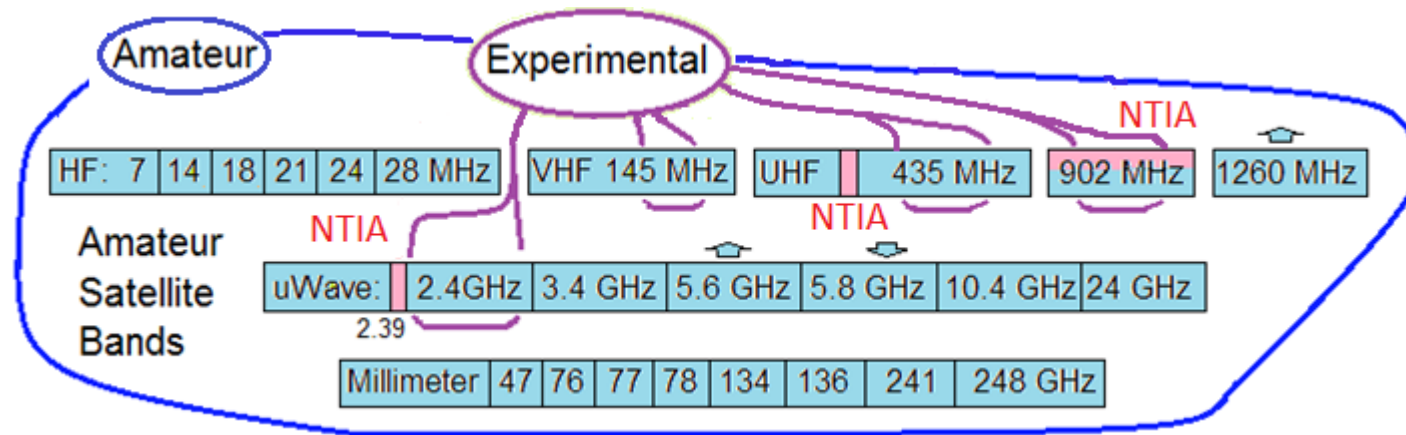 Amateur
Experimental
NTIA
HF: 7 14 18 21 24 28 MHz
VHF 145 MHz
UHF 435 MHz
902 MHz
1260 MHz
NTIA
NTIA
Amateur
Satellite
Bands
uWave: 2.4GHz 3.4 GHz 5.6 GHz 5.8 GHz 10.4 GHz 24 GHz
2.39
Millimeter 47 76 77 78 134 136 241 248 GHz